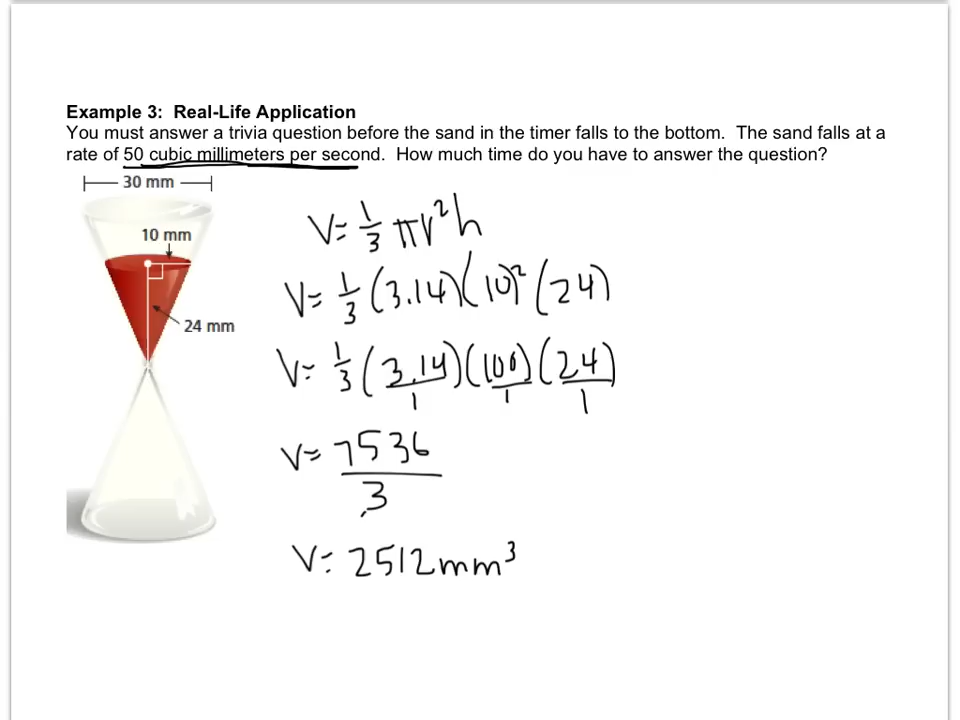 Example 3:  Real-Life Application
You must answer a trivia question before the sand in the timer falls to the bottom.  The sand falls at a
rate of 50 cubic millimeters per second.  How much time do you have to answer the question?
30 mm
10 mm
24 mm
V= 1/3 πr²h
V= 1/3 (3.14)(10)² (24)
V= 1/3 (3.14/1)(100/1)(24/1)
V= 7536/3
V= 2512mm³